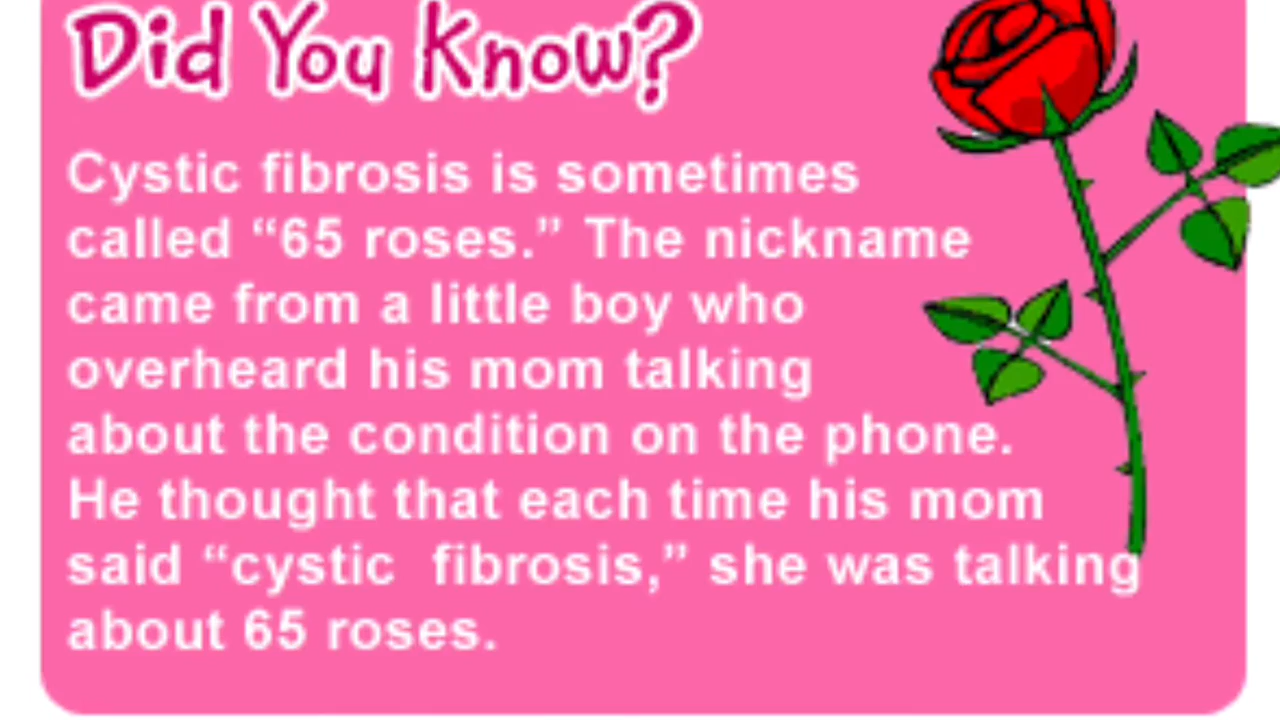 Did You Know?
Cystic fibrosis is sometimes
called “65 roses.” The nickname
came from a little boy who
overheard his mom talking
about the condition on the phone.
He thought that each time his mom
said “cystic  fibrosis,” she was talking
about 65 roses.